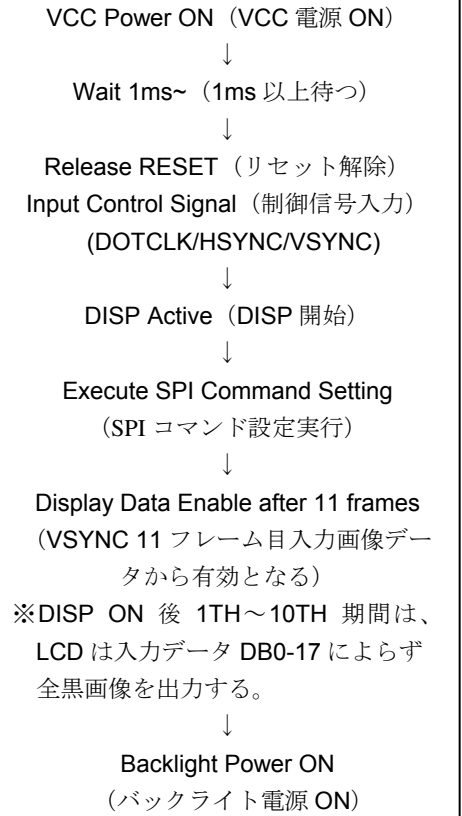 VCC Power ON（VCC 電源 ON）
↓
Wait 1ms~（1ms 以上待つ）
↓
Release RESET（リセット解除）
Input Control Signal（制御信号入力）
(DOTCLK/HSYNC/VSYNC)
↓
DISP Active（DISP 開始）
↓
Execute SPI Command Setting
（SPI コマンド設定実行）
↓
Display Data Enable after 11 frames
（VSYNC 11 フレーム目入力画像デー
タから有効となる）
※DISP ON 後 1TH～10TH 期間は、
LCD は入力データ DB0-17 によらず
全黒画像を出力する。
↓
Backlight Power ON
（バックライト電源 ON）